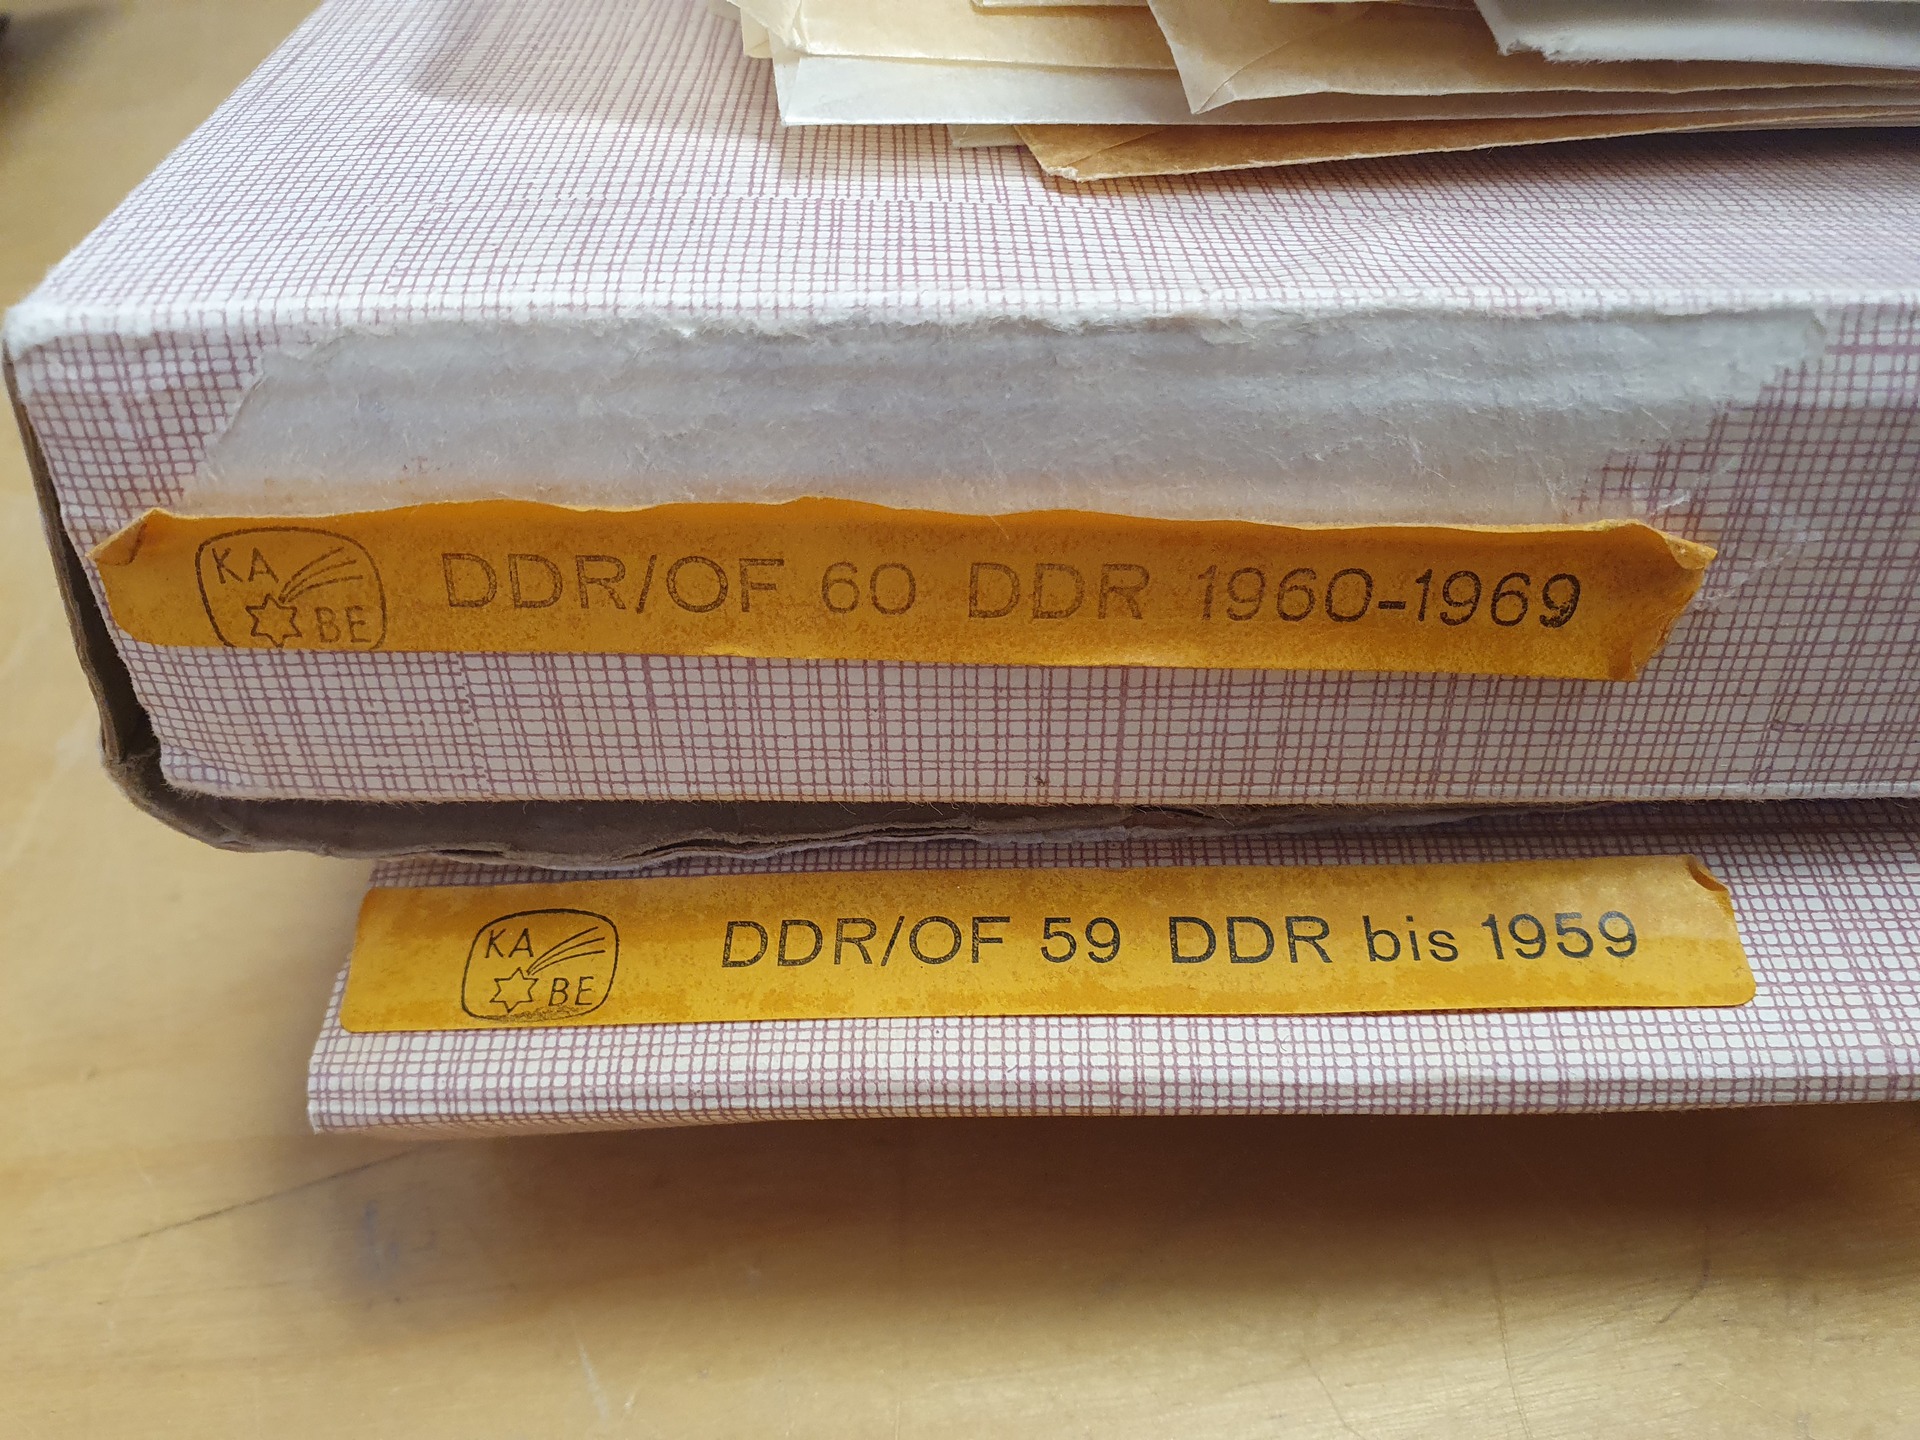 KA BE DDR/OF 60 DDR 1960-1969
KA BE DDR/OF 59 DDR bis 1959